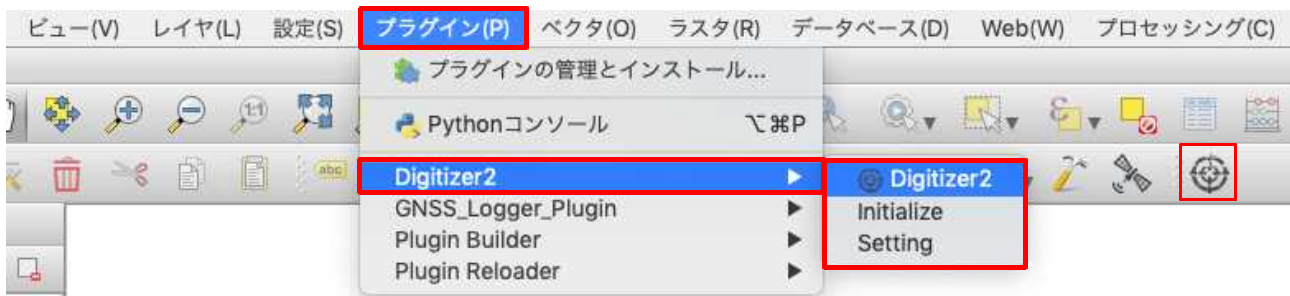 ビュー(V) レイヤ(L) 設定(S) プラグイン(P) ベクタ(O) ラスタ(R) データベース(D) Web(W) プロセッシング(C)
プラグインの管理とインストール...
1:1
Pythonコンソール ⌥⌘P
abc
Digitizer2 ▶ Digitizer2
GNSS_Logger_Plugin ▶ Initialize
Plugin Builder ▶ Setting
Plugin Reloader ▶